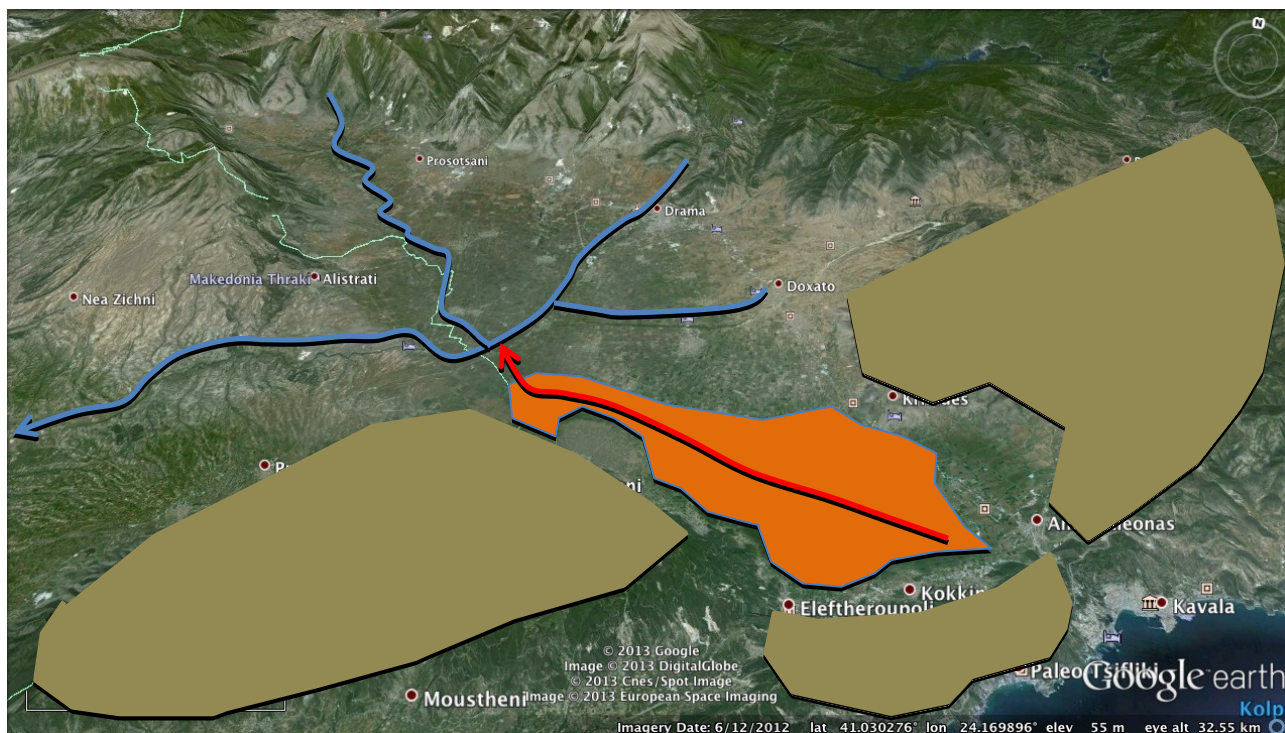 N
Prosotsani
Drama
Makedonia Thraki
Alistrati
Doxato
Nea Zichni
Eleftheroupoli
Kavala
Paleo Tsifliki
Moustheni
© 2013 Google
Image © 2013 DigitalGlobe
© 2013 Cnes/Spot Image
Image © 2013 European Space Imaging
Google earth
Imagery Date: 6/12/2012 lat 41.030276° lon 24.169896° elev 55 m eye alt 32.55 km